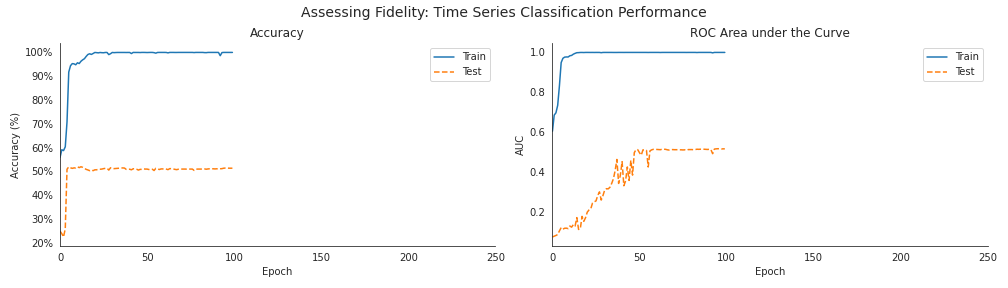 Assessing Fidelity: Time Series Classification Performance
Accuracy
100%
90%
80%
70%
60%
50%
40%
30%
20%
Accuracy (%)
0
50
100
150
200
250
Epoch
Train
Test
ROC Area under the Curve
1.0
0.8
0.6
0.4
0.2
AUC
0
50
100
150
200
250
Epoch
Train
Test